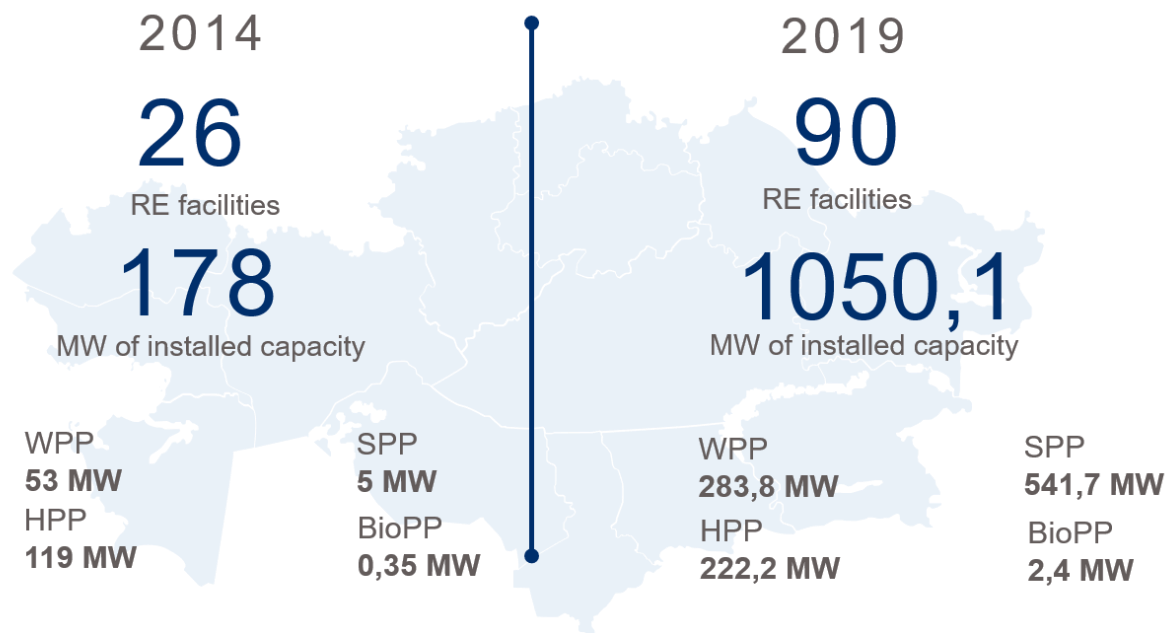 2014
26
RE facilities
178
MW of installed capacity
WPP
53 MW
HPP
119 MW
SPP
5 MW
BioPP
0,35 MW
2019
90
RE facilities
1050,1
MW of installed capacity
WPP
283,8 MW
HPP
222,2 MW
SPP
541,7 MW
BioPP
2,4 MW